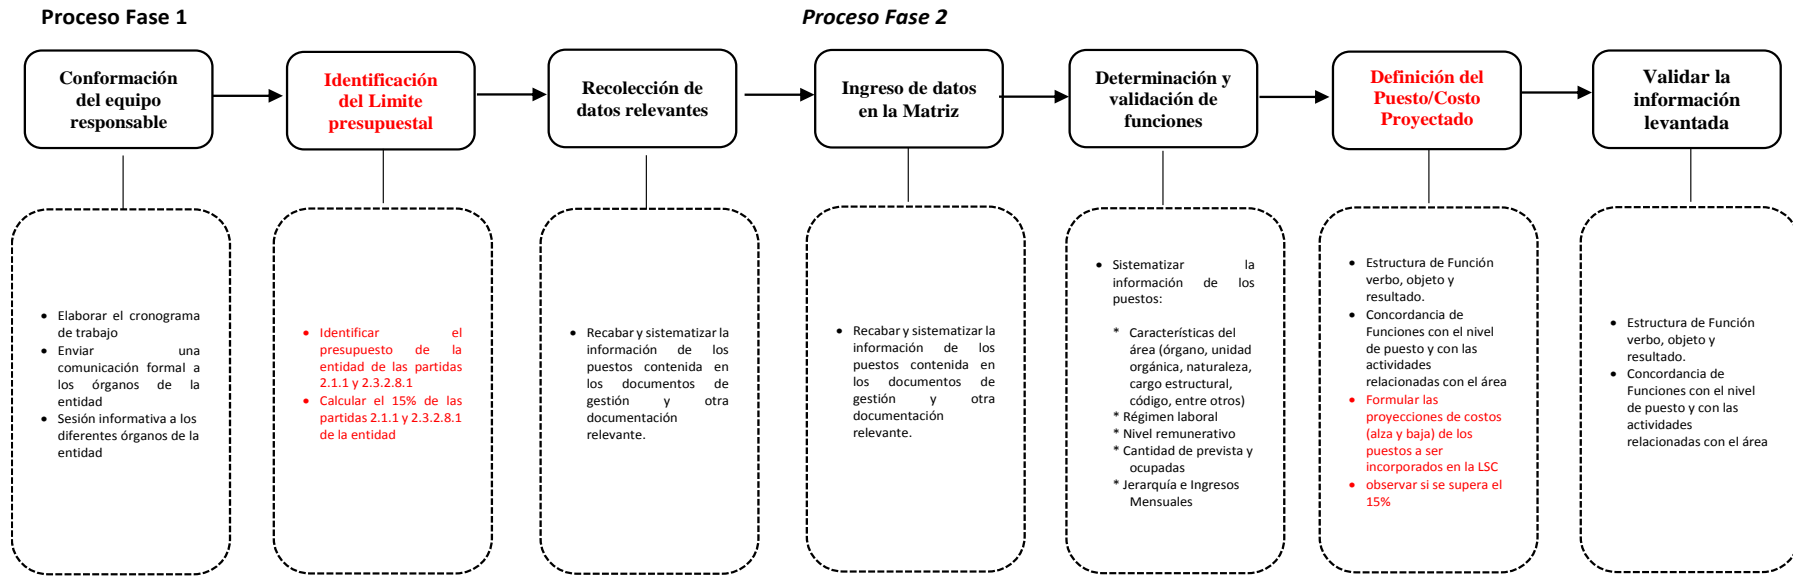 Proceso Fase 1
Proceso Fase 2
Conformación
del equipo
responsable
Identificación
del Limite
presupuestal
Recolección de
datos relevantes
Ingreso de datos
en la Matriz
Determinación y
validación de
funciones
Definición del
Puesto/Costo
Proyectado
Validar la
información
levantada
• Elaborar el cronograma
de trabajo
• Enviar una
comunicación formal a
los órganos de la
entidad
• Sesión informativa a los
diferentes órganos de la
entidad
• Identificar el
presupuesto de la
entidad de las partidas
2.1.1 y 2.3.2.8.1
• Calcular el 15% de las
partidas 2.1.1 y 2.3.2.8.1
de la entidad
• Recabar y sistematizar la
información de los
puestos contenida en
los documentos de
gestión y otra
documentación
relevante.
• Recabar y sistematizar la
información de los
puestos contenida en
los documentos de
gestión y otra
documentación
relevante.
• Sistematizar la
información de los
puestos:
* Características del
área (órgano, unidad
orgánica, naturaleza,
cargo estructural,
código, entre otros)
* Régimen laboral
* Nivel remunerativo
* Cantidad de prevista y
ocupadas
* Jerarquía e Ingresos
Mensuales
• Estructura de Función
verbo, objeto y
resultado.
• Concordancia de
Funciones con el nivel
de puesto y con las
actividades
relacionadas con el área
• Formular las
proyecciones de costos
(alza y baja) de los
puestos a ser
incorporados en la LSC
• observar si se supera el
15%
• Estructura de Función
verbo, objeto y
resultado.
• Concordancia de
Funciones con el nivel
de puesto y con las
actividades
relacionadas con el área